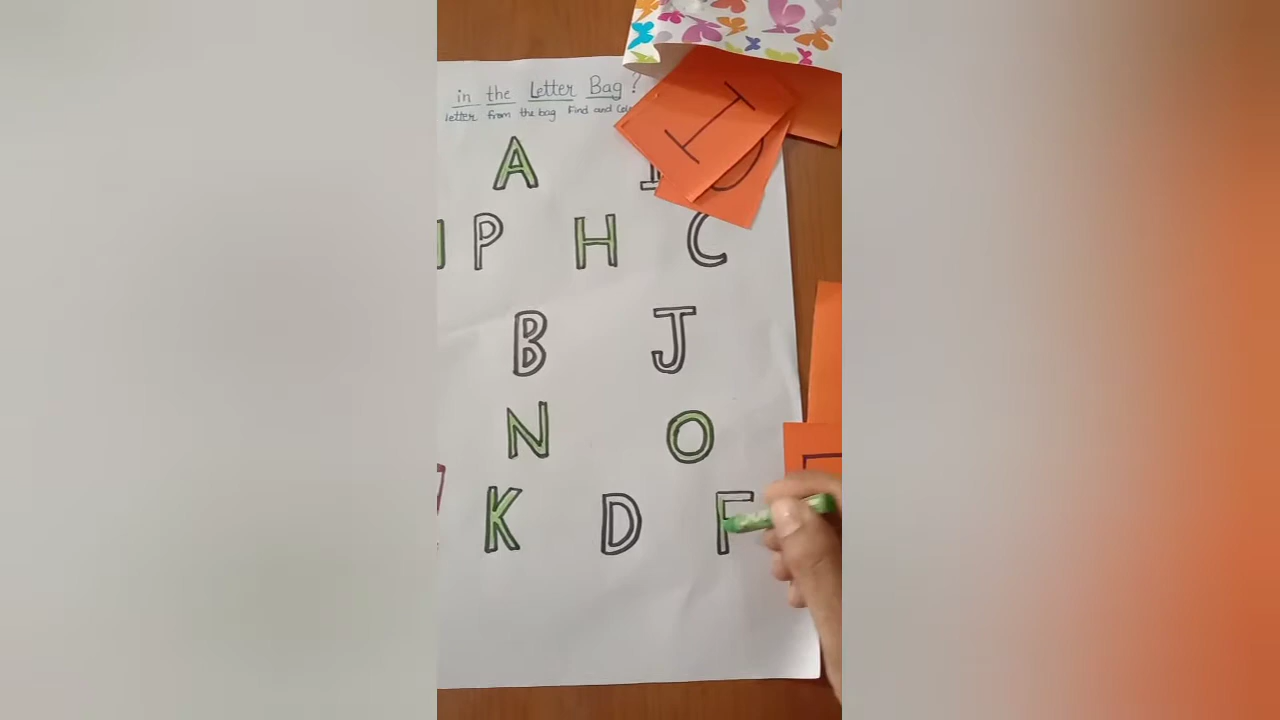 in the Letter Bag ?
letter from the bag Find and
A I
P H C
B J
N O
K D F